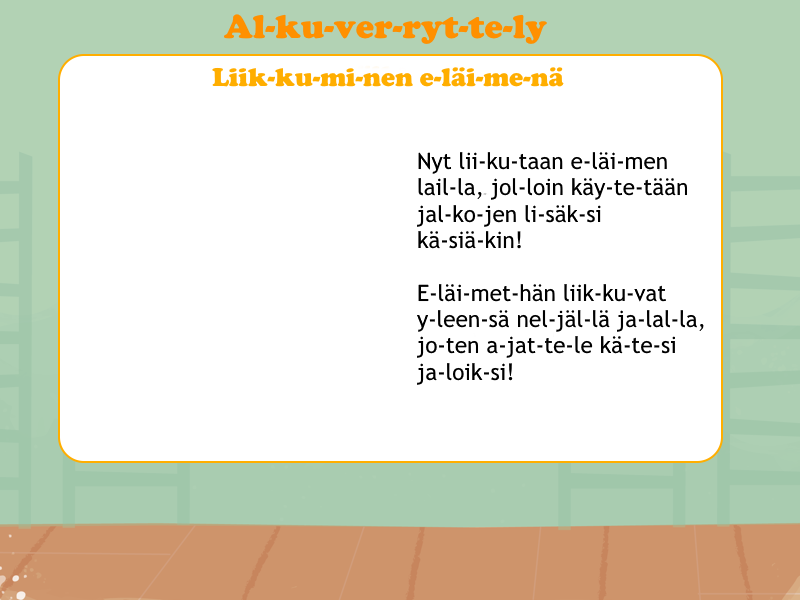 Al-ku-ver-ryt-te-ly
Liik-ku-mi-nen e-läi-me-nä
Nyt lii-ku-taan e-läi-men
lail-la, jol-loin käy-te-tään
jal-ko-jen li-säk-si
kä-siä-kin!
E-läi-met-hän liik-ku-vat
y-leen-sä nel-jäl-lä ja-lal-la,
jo-ten a-jat-te-le kä-te-si
ja-loik-si!